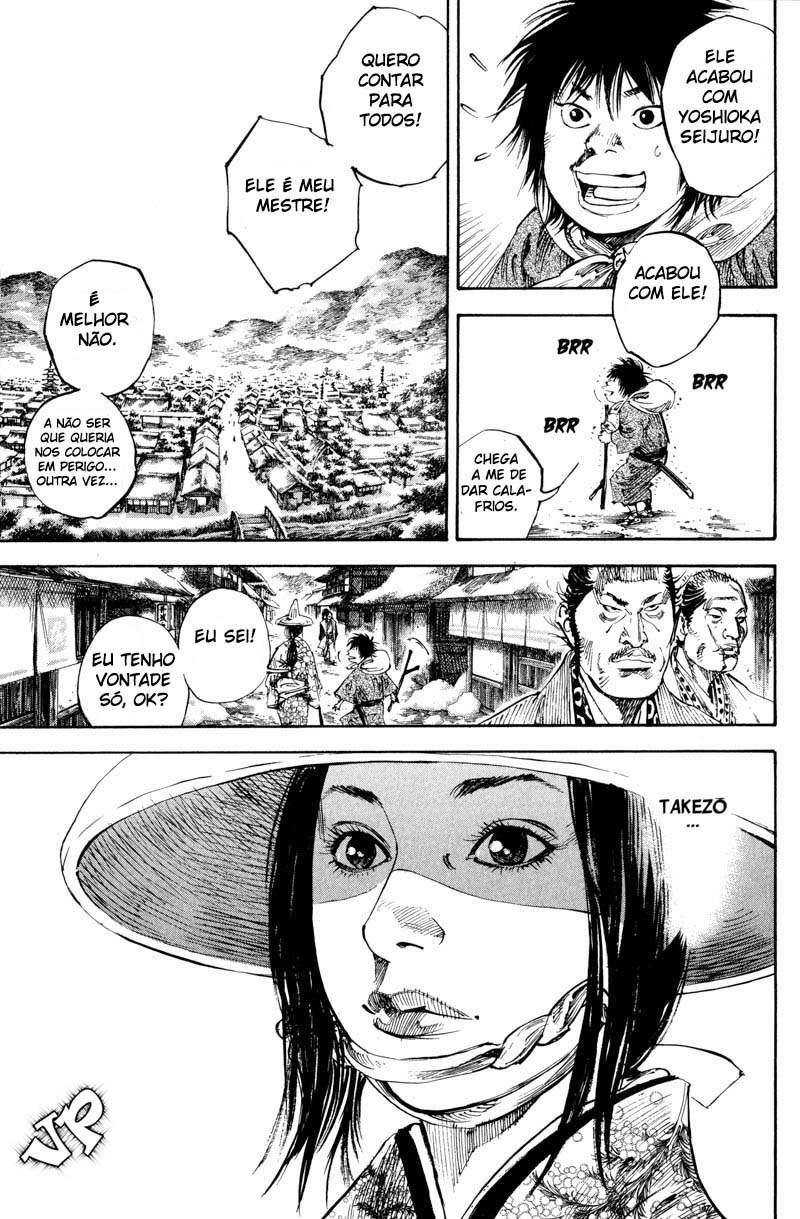 ELE
ACABOU
COM
YOSHIOKA
SEIJURO!
ACABOU
COM ELE!
BRR
BRR
BRR
CHEGA
A ME DE
DAR CALA-
FRIOS.
QUERO
CONTAR
PARA
TODOS!
ELE É MEU
MESTRE!
É
MELHOR
NÃO.
A NÃO SER
QUE QUERIA
NOS COLOCAR
EM PERIGO...
OUTRA VEZ...
EU SEI!
EU TENHO
VONTADE
SÓ, OK?
TAKEZŌ
...
VP